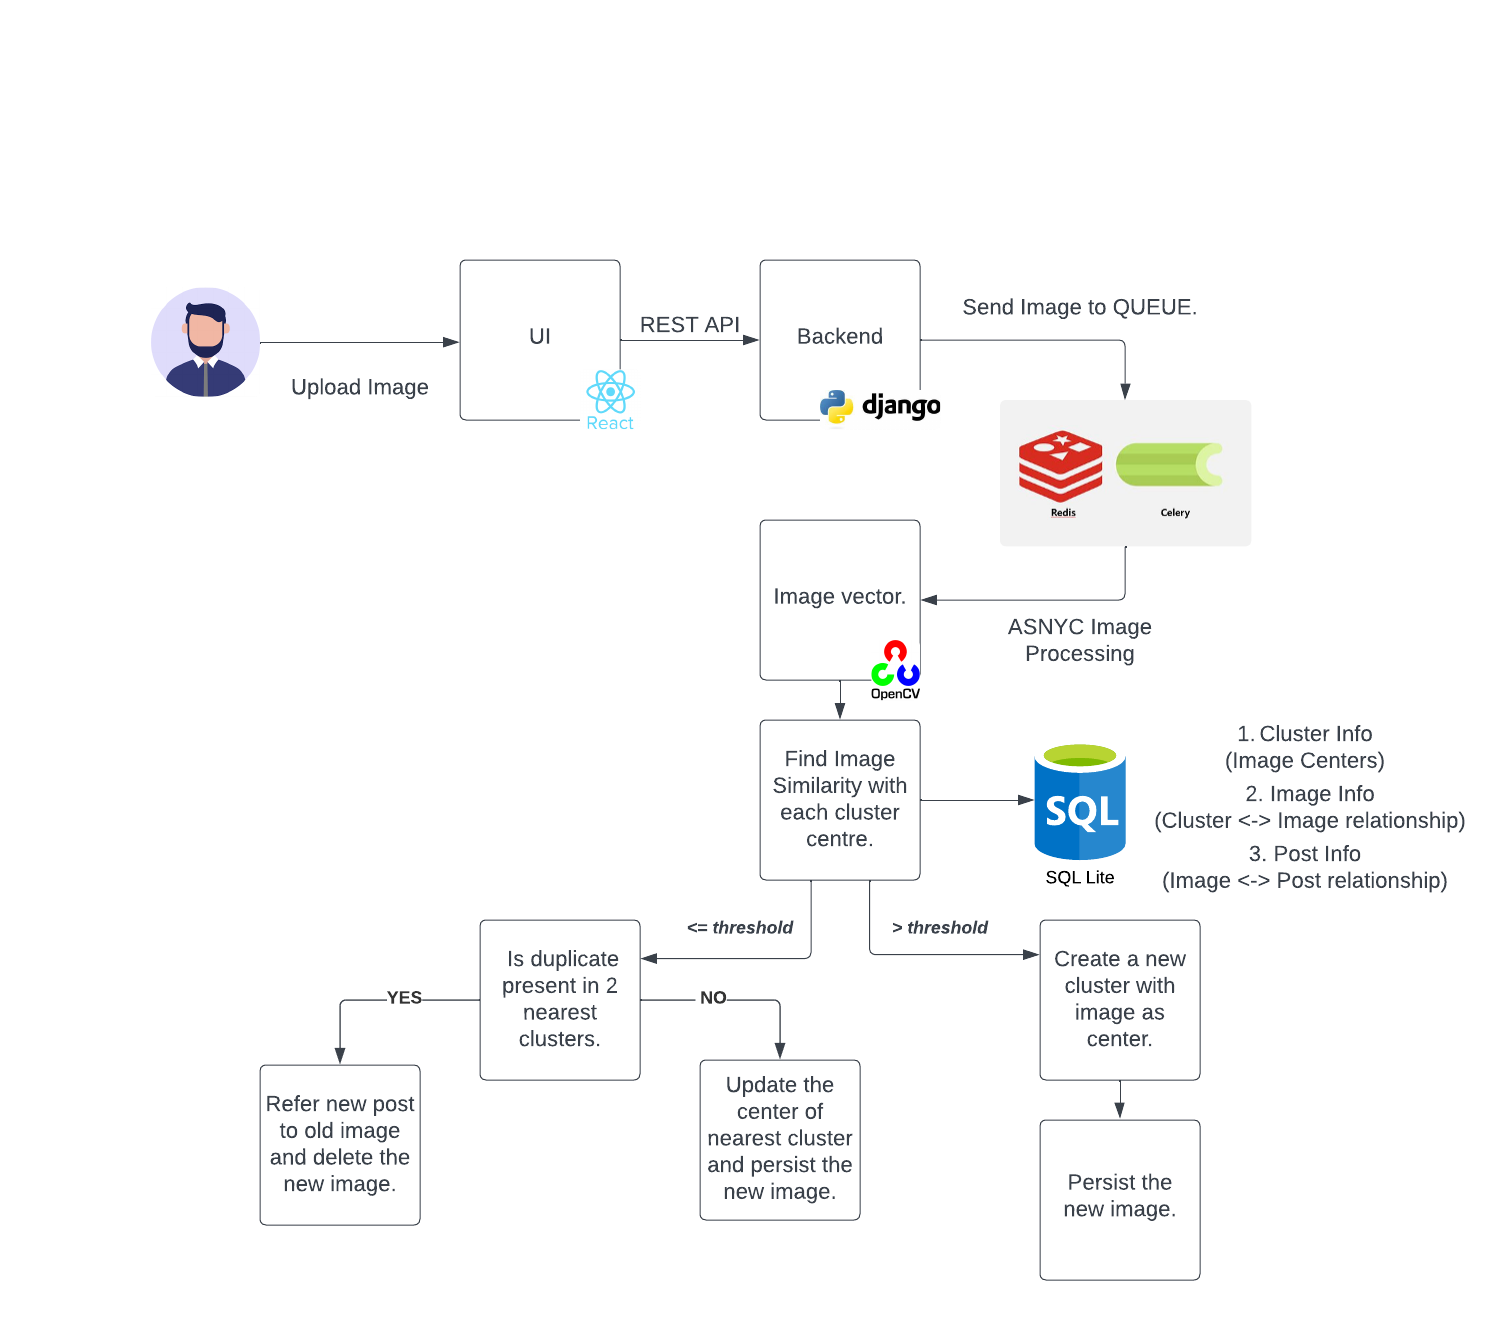 Upload Image
UI
React
REST API
Backend
django
Send Image to QUEUE.
Redis
Celery
ASNYC Image
Processing
Image vector.
OpenCV
Find Image
Similarity with
each cluster
centre.
SQL
SQL Lite
1. Cluster Info
(Image Centers)
2. Image Info
(Cluster <-> Image relationship)
3. Post Info
(Image <-> Post relationship)
<= threshold
> threshold
Is duplicate
present in 2
nearest
clusters.
YES
NO
Refer new post
to old image
and delete the
new image.
Update the
center of
nearest cluster
and persist the
new image.
Create a new
cluster with
image as
center.
Persist the
new image.